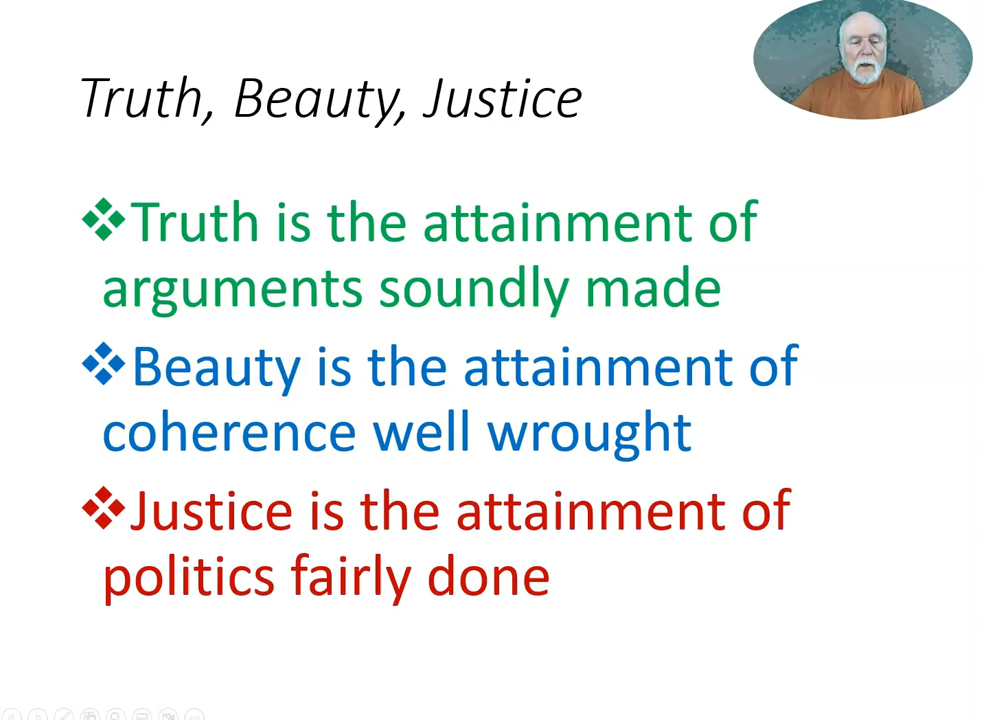 Truth, Beauty, Justice
❖Truth is the attainment of
arguments soundly made
❖Beauty is the attainment of
coherence well wrought
❖Justice is the attainment of
politics fairly done